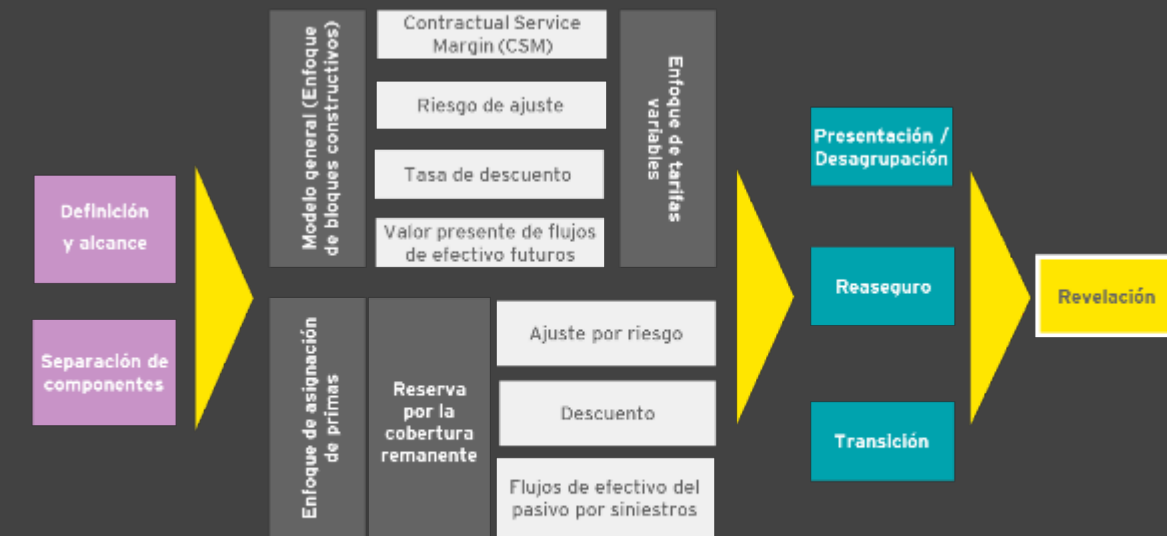 Definición
y alcance
Separación de
componentes
Modelo general (Enfoque
de bloques constructivos)
Contractual Service
Margin (CSM)
Riesgo de ajuste
Tasa de descuento
Valor presente de flujos
de efectivo futuros
Enfoque de tarifas
variables
Enfoque de asignación
de primas
Reserva
por la
cobertura
remanente
Ajuste por riesgo
Descuento
Flujos de efectivo del
pasivo por siniestros
Presentación /
Desagrupación
Reaseguro
Transición
Revelación